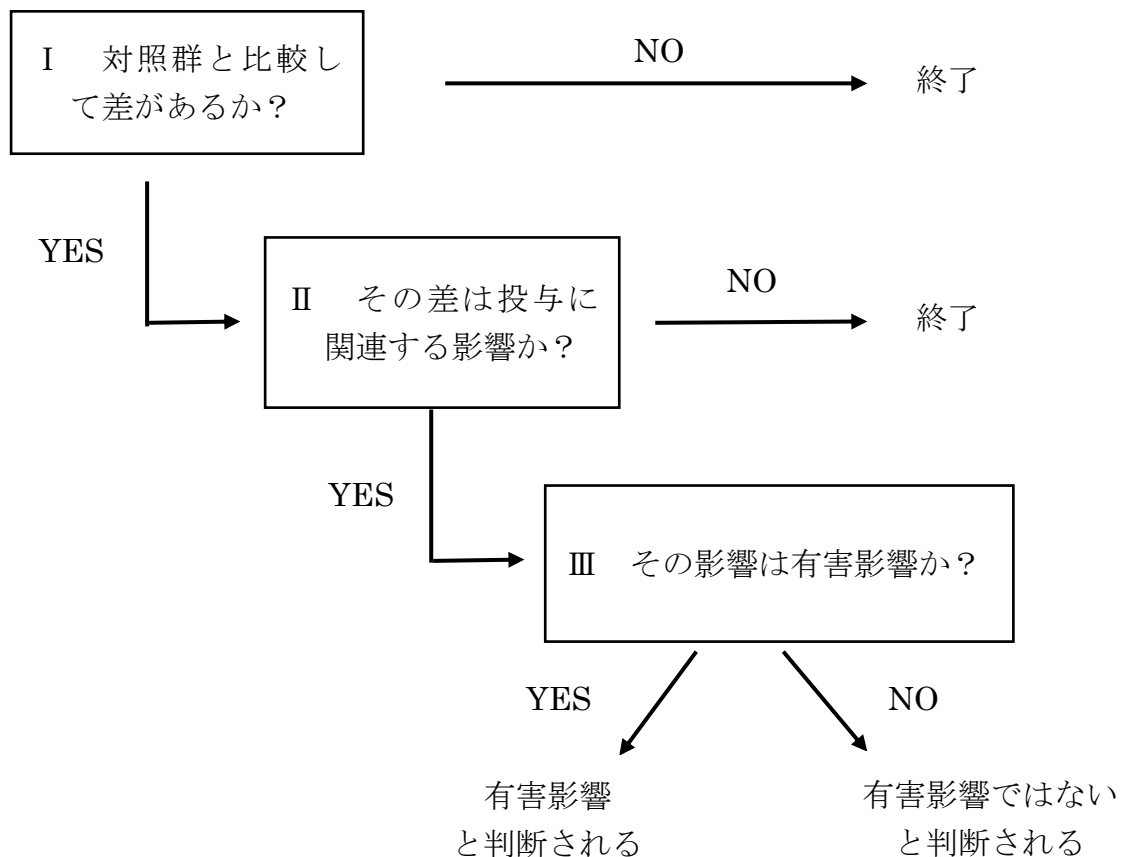 Ⅰ 対照群と比較し
て差があるか？
NO
終了
YES
Ⅱ その差は投与に
関連する影響か？
NO
終了
YES
Ⅲ その影響は有害影響か？
YES
NO
有害影響
と判断される
有害影響ではない
と判断される